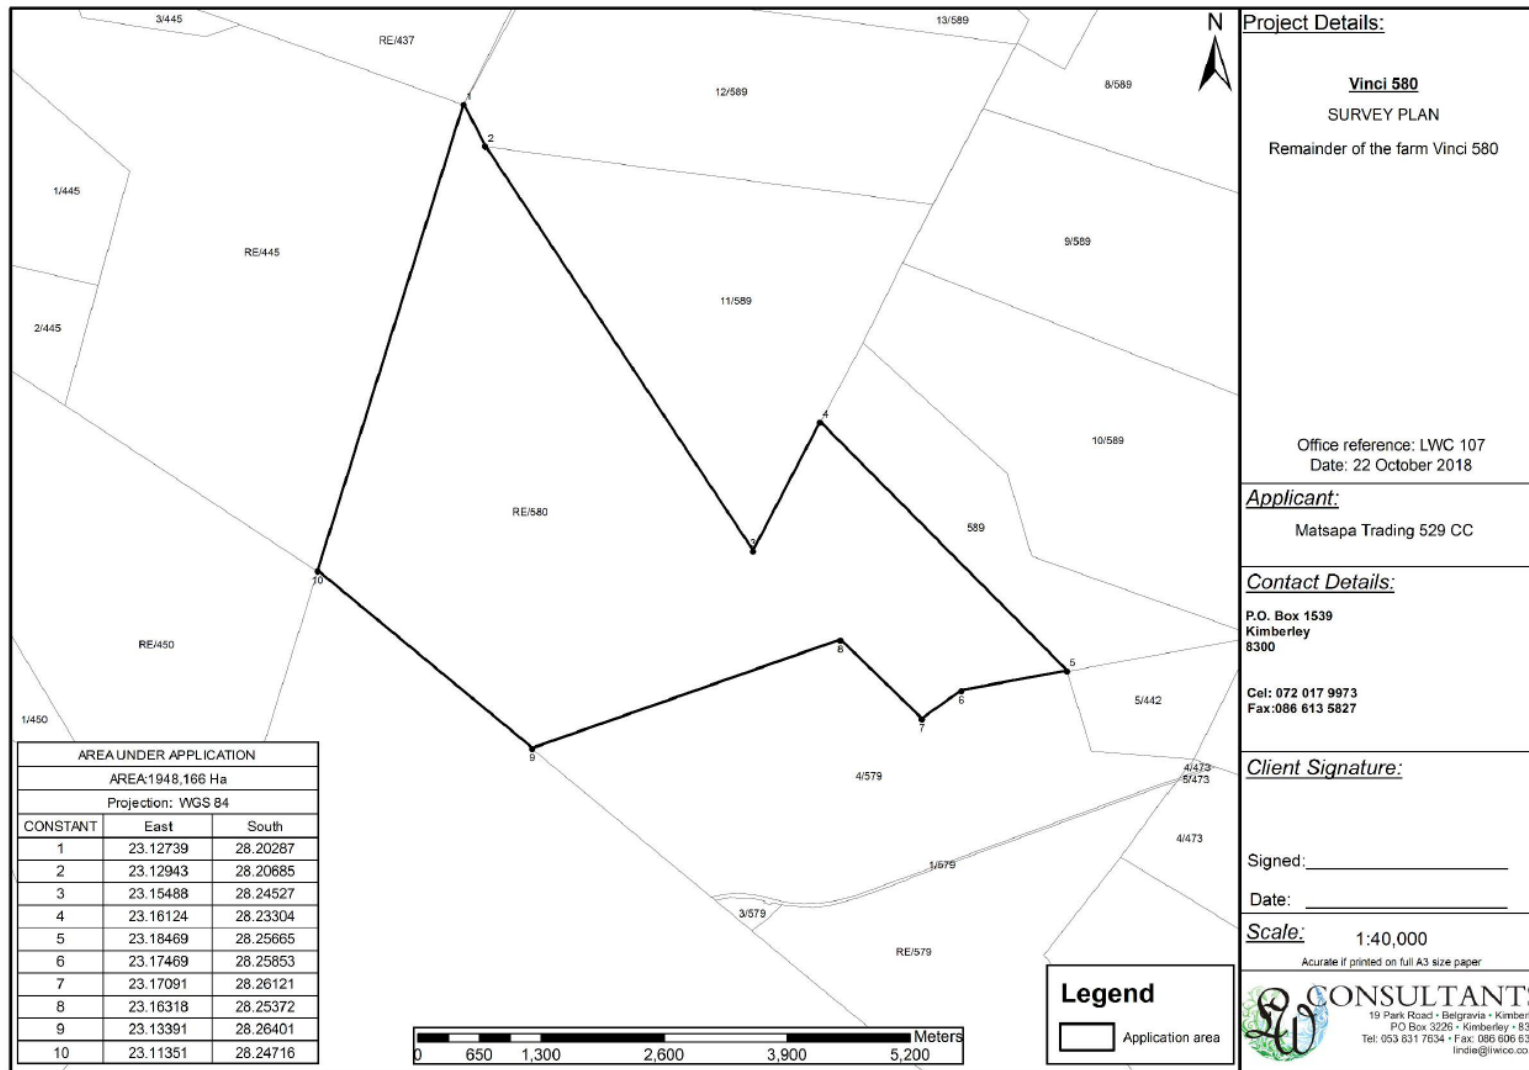 3/445
RE/437
13/589
N
12/589
8/589
1
2
1/445
RE/445
9/589
2/445
11/589
4
10/589
RE/580
589
3
10
RE/450
8
5
6
5/442
1/450
7
9
4/579
4/473
5/473
4/473
1/579
3/579
RE/579
AREA UNDER APPLICATION
AREA:1948,166 Ha
Projection: WGS 84
CONSTANT East South
1 23.12739 28.20287
2 23.12943 28.20685
3 23.15488 28.24527
4 23.16124 28.23304
5 23.18469 28.25665
6 23.17469 28.25853
7 23.17091 28.26121
8 23.16318 28.25372
9 23.13391 28.26401
10 23.11351 28.24716
Meters
0 650 1,300 2,600 3,900 5,200
Legend
Application area
Project Details:
Vinci 580
SURVEY PLAN
Remainder of the farm Vinci 580
Office reference: LWC 107
Date: 22 October 2018
Applicant:
Matsapa Trading 529 CC
Contact Details:
P.O. Box 1539
Kimberley
8300
Cel: 072 017 9973
Fax:086 613 5827
Client Signature:
Signed:
Date:
Scale: 1:40,000
Acurate if printed on full A3 size paper
LW CONSULTANTS
19 Park Road • Belgravia • Kimber
PO Box 3226 • Kimberley • 83
Tel: 053 831 7634 • Fax: 086 606 63
lindie@liwico.co